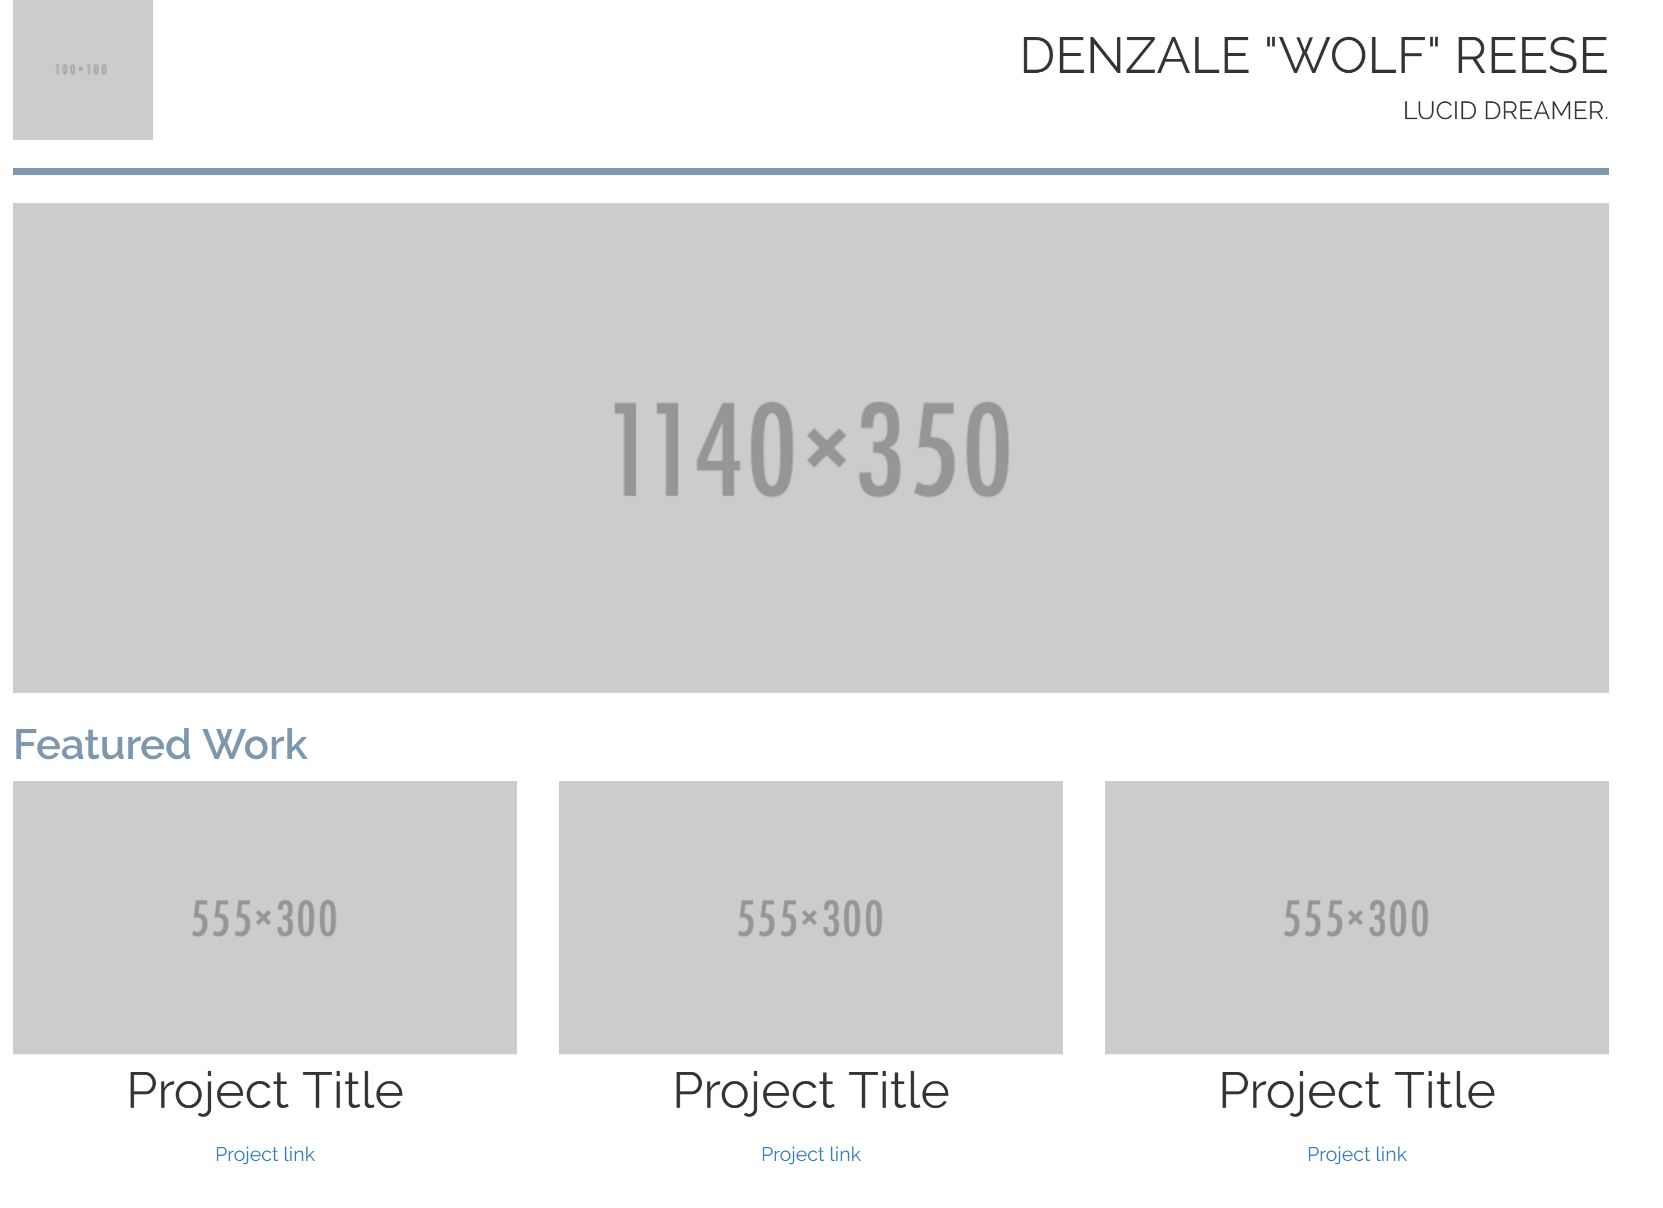 100×100
DENZALE "WOLF" REESE
LUCID DREAMER.
1140×350
Featured Work
555×300 555×300 555×300
Project Title Project Title Project Title
Project link Project link Project link